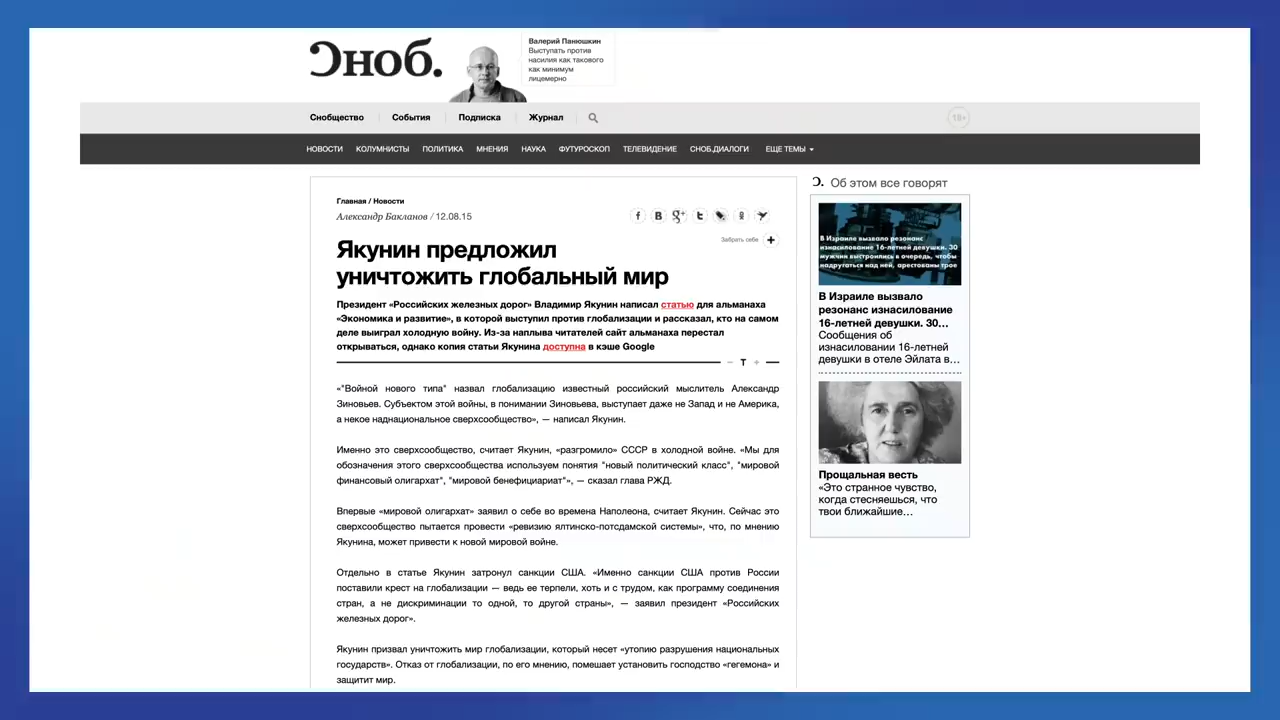 Сноб.
Валерий Панюшкин
Выступать против
насилия как такового
как минимум
лицемерно
Снобщество
События
Подписка
Журнал
18+
НОВОСТИ
КОЛУМНИСТЫ
ПОЛИТИКА
МНЕНИЯ
НАУКА
ФУТУРОСКОП
ТЕЛЕВИДЕНИЕ
СНОБ.ДИАЛОГИ
ЕЩЕ ТЕМЫ
Главная / Новости
Александр Бакланов / 12.08.15
Забрать себе
Якунин предложил
уничтожить глобальный мир
Президент «Российских железных дорог» Владимир Якунин написал статью для альманаха
«Экономика и развитие», в которой выступил против глобализации и рассказал, кто на самом
деле выиграл холодную войну. Из-за наплыва читателей сайт альманаха перестал
открываться, однако копия статьи Якунина доступна в кэше Google
− T +
«"Войной нового типа" назвал глобализацию известный российский мыслитель Александр
Зиновьев. Субъектом этой войны, в понимании Зиновьева, выступает даже не Запад и не Америка,
а некое наднациональное сверхсообщество», — написал Якунин.
Именно это сверхсообщество, считает Якунин, «разгромило» СССР в холодной войне. «Мы для
обозначения этого сверхсообщества используем понятия "новый политический класс", "мировой
финансовый олигархат", "мировой бенефициариат"», — сказал глава РЖД.
Впервые «мировой олигархат» заявил о себе во времена Наполеона, считает Якунин. Сейчас это
сверхсообщество пытается провести «ревизию ялтинско-потсдамской системы», что, по мнению
Якунина, может привести к новой мировой войне.
Отдельно в статье Якунин затронул санкции США. «Именно санкции США против России
поставили крест на глобализации — ведь ее терпели, хоть и с трудом, как программу соединения
стран, а не дискриминации то одной, то другой страны», — заявил президент «Российских
железных дорог».
Якунин призвал уничтожить мир глобализации, который несет «утопию разрушения национальных
государств». Отказ от глобализации, по его мнению, помешает установить господство «гегемона» и
защитит мир.
Об этом все говорят
В Израиле вызвало резонанс
изнасилование 16-летней девушки. 30
мужчин выстроились в очередь, чтобы
надругаться над ней, арестованы трое
В Израиле вызвало
резонанс изнасилование
16-летней девушки. 30…
Сообщения об
изнасиловании 16-летней
девушки в отеле Эйлата в…
Прощальная весть
«Это странное чувство,
когда стесняешься, что
твои ближайшие…